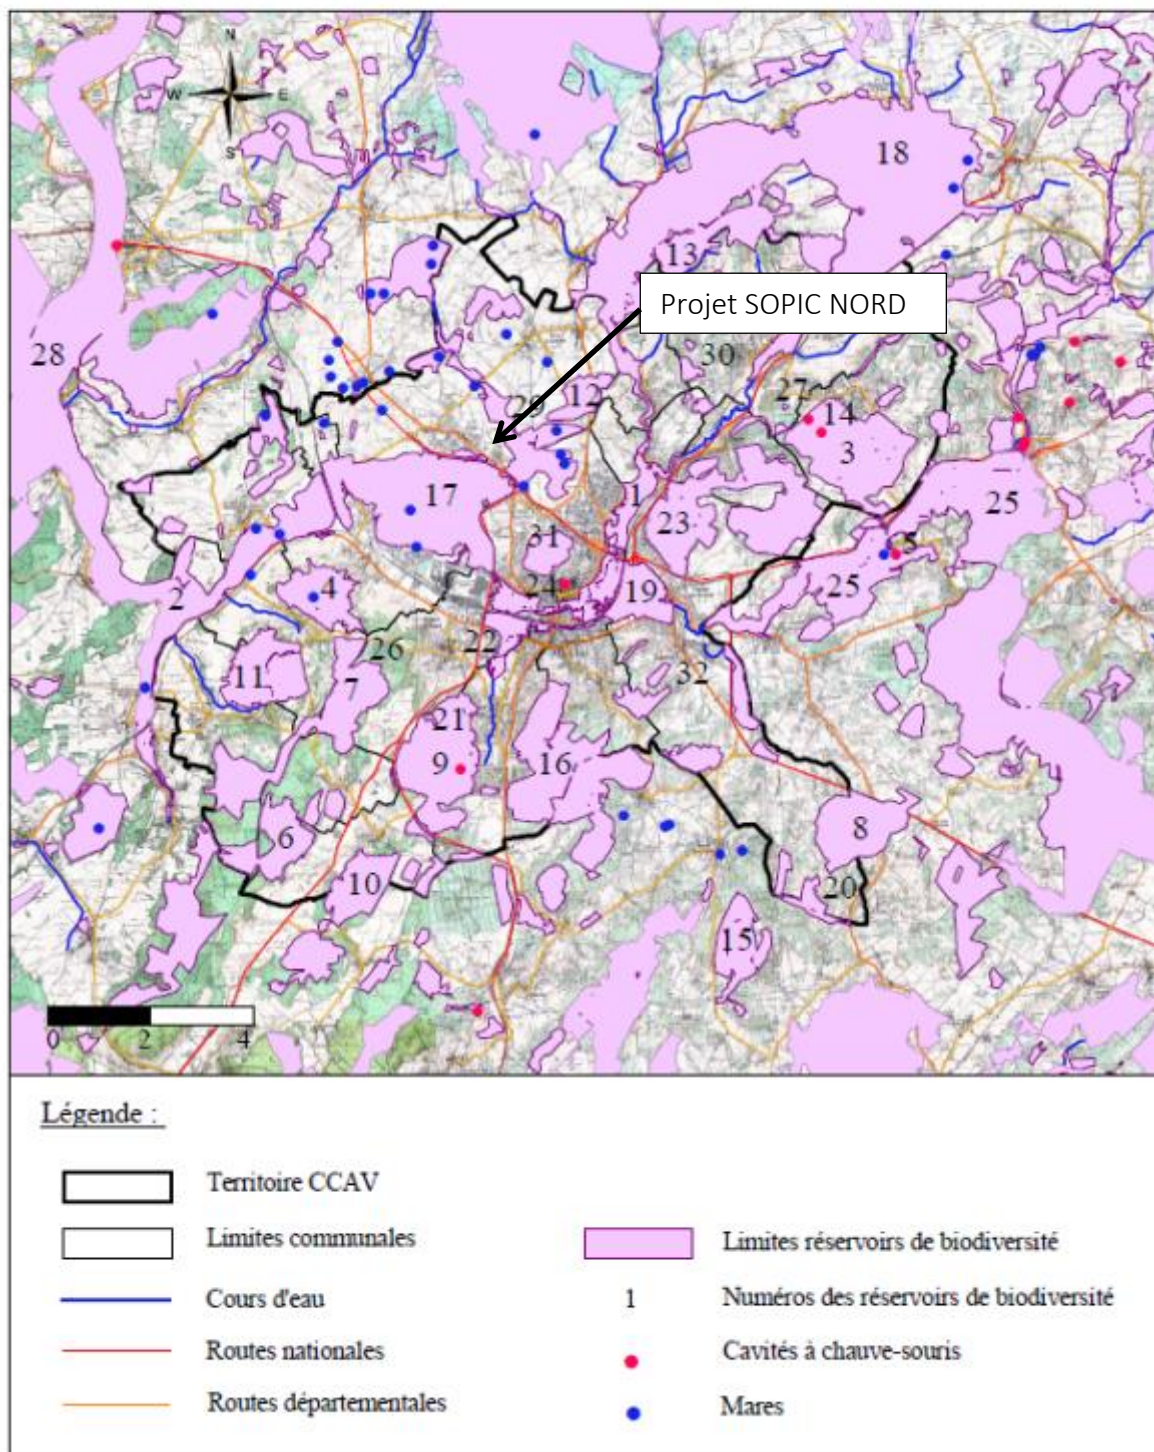 N
W E
S
18
13
Projet SOPIC NORD
28
30
27
12
29
14
3
17
1
25
23
31
5
24
25
4
19
2
22
26
32
11
7
21
9
16
8
6
10
20
15
0 2 4
Légende :
Territoire CCAV
Limites communales
Limites réservoirs de biodiversité
Cours d'eau
1
Numéros des réservoirs de biodiversité
Routes nationales
Cavités à chauve-souris
Routes départementales
Mares